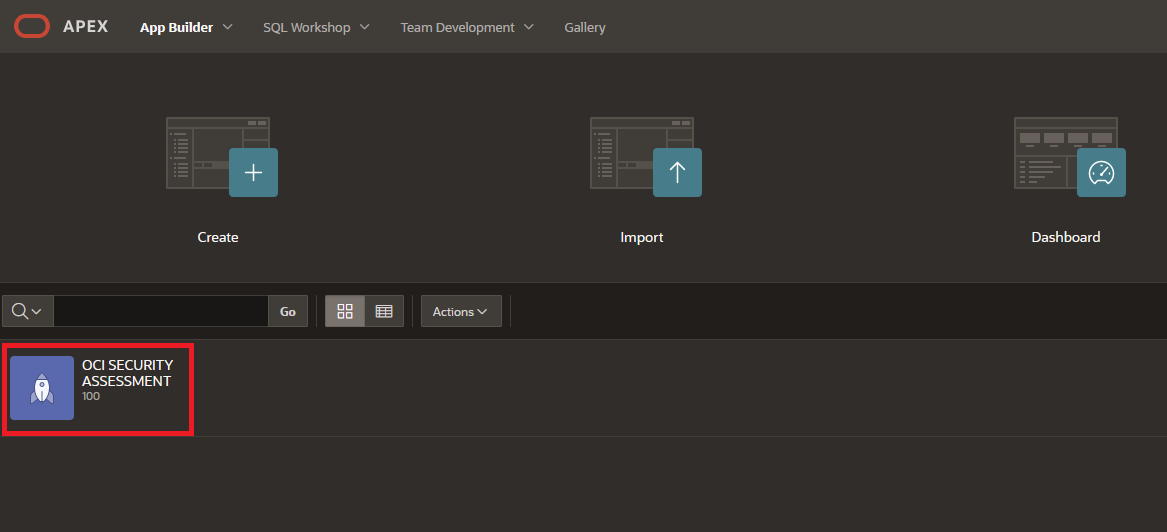 APEX App Builder SQL Workshop Team Development Gallery
Create Import Dashboard
Go Actions
OCI SECURITY
ASSESSMENT
100